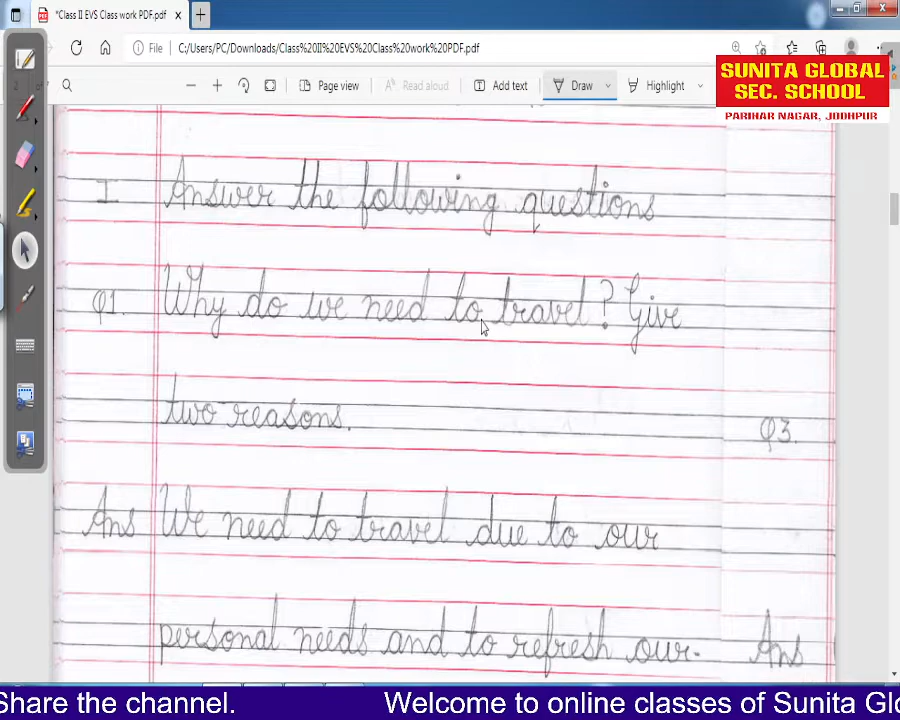 *Class II EVS Class work PDF.pdf
File C:/Users/PC/Downloads/Class%20II%20EVS%20Class%20work%20PDF.pdf
Page view Read aloud Add text Draw Highlight
SUNITA GLOBAL
SEC. SCHOOL
PARIHAR NAGAR, JODHPUR
I Answer the following questions
Q1. Why do we need to travel? Give
two reasons.
Q3.
Ans We need to travel due to our
personal needs and to refresh our-
Ans
Share the channel. Welcome to online classes of Sunita Glo